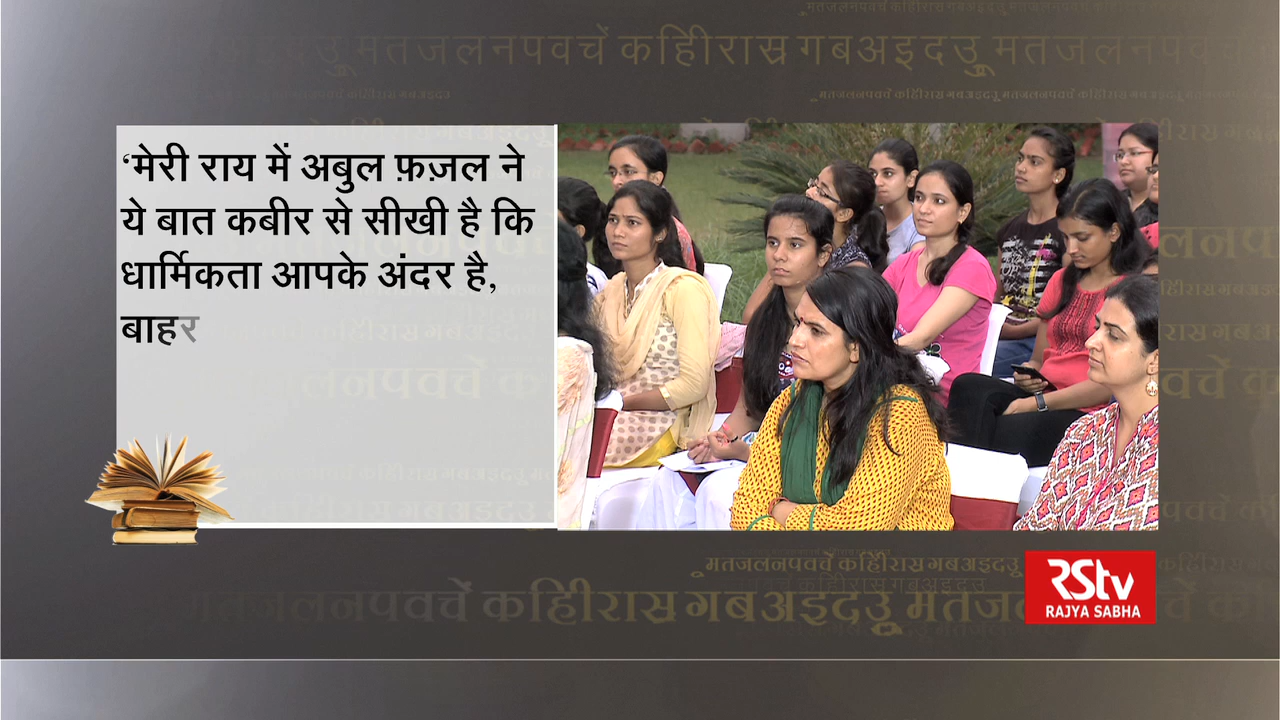 ‘मेरी राय में अबुल फ़ज़ल ने
ये बात कबीर से सीखी है कि
धार्मिकता आपके अंदर है,
बाहर
RStv
RAJYA SABHA